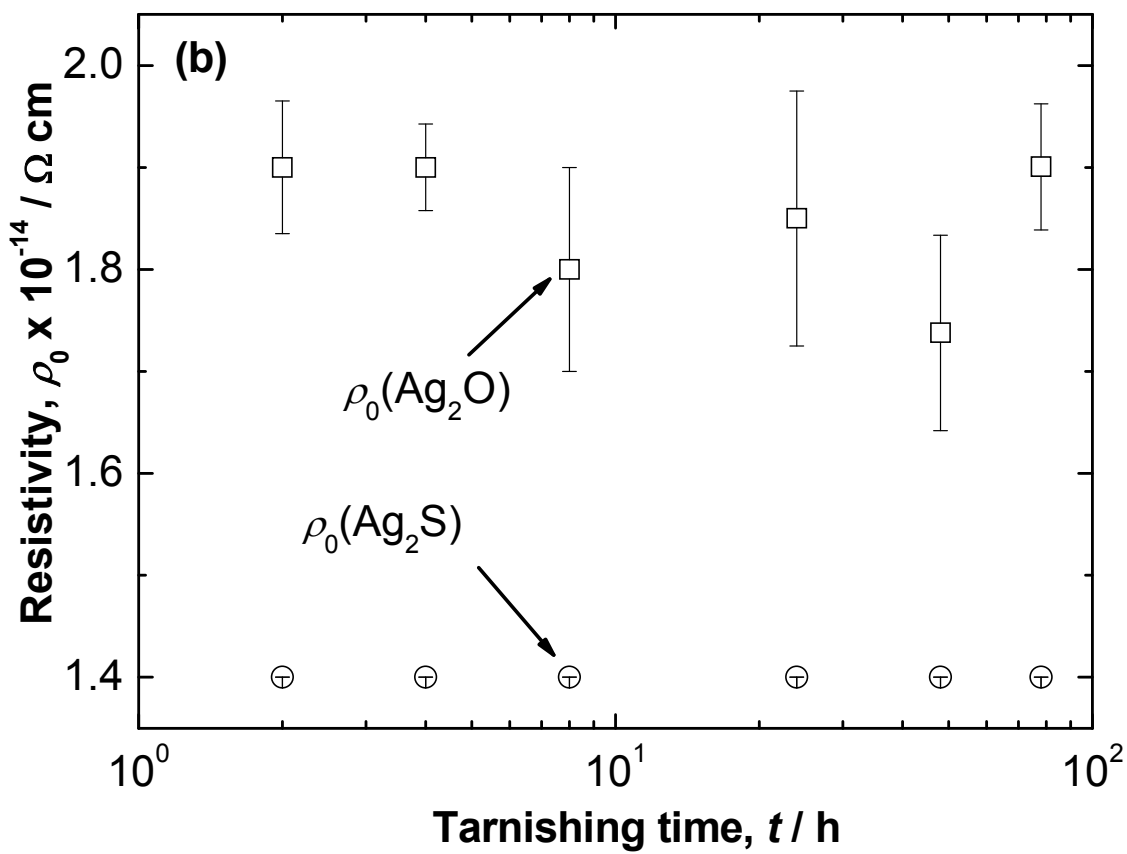 (b)
Resistivity, ρ₀ x 10⁻¹⁴ / Ω cm
2.0
1.8
1.6
1.4
ρ₀(Ag₂O)
ρ₀(Ag₂S)
10⁰
10¹
10²
Tarnishing time, t / h